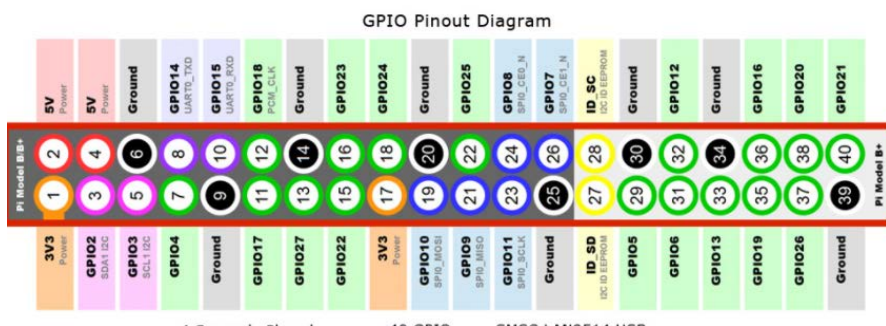 GPIO Pinout Diagram
5V Power
5V Power
Ground
GPIO14 UART0_TXD
GPIO15 UART0_RXD
GPIO18 PCM_CLK
Ground
GPIO23
GPIO24
Ground
GPIO25
GPIO8 SPI0_CE0_N
GPIO7 SPI0_CE1_N
ID_SC I2C ID EEPROM
Ground
GPIO12
Ground
GPIO16
GPIO20
GPIO21
Pi Model B/B+
2 4 6 8 10 12 14 16 18 20 22 24 26 28 30 32 34 36 38 40
1 3 5 7 9 11 13 15 17 19 21 23 25 27 29 31 33 35 37 39
Pi Model B+
3V3 Power
GPIO2 SDA1 I2C
GPIO3 SCL1 I2C
GPIO4
Ground
GPIO17
GPIO27
GPIO22
3V3 Power
GPIO10 SPI0_MOSI
GPIO9 SPI0_MISO
GPIO11 SPI0_SCLK
Ground
ID_SD I2C ID EEPROM
GPIO5
GPIO6
GPIO13
GPIO19
GPIO26
Ground